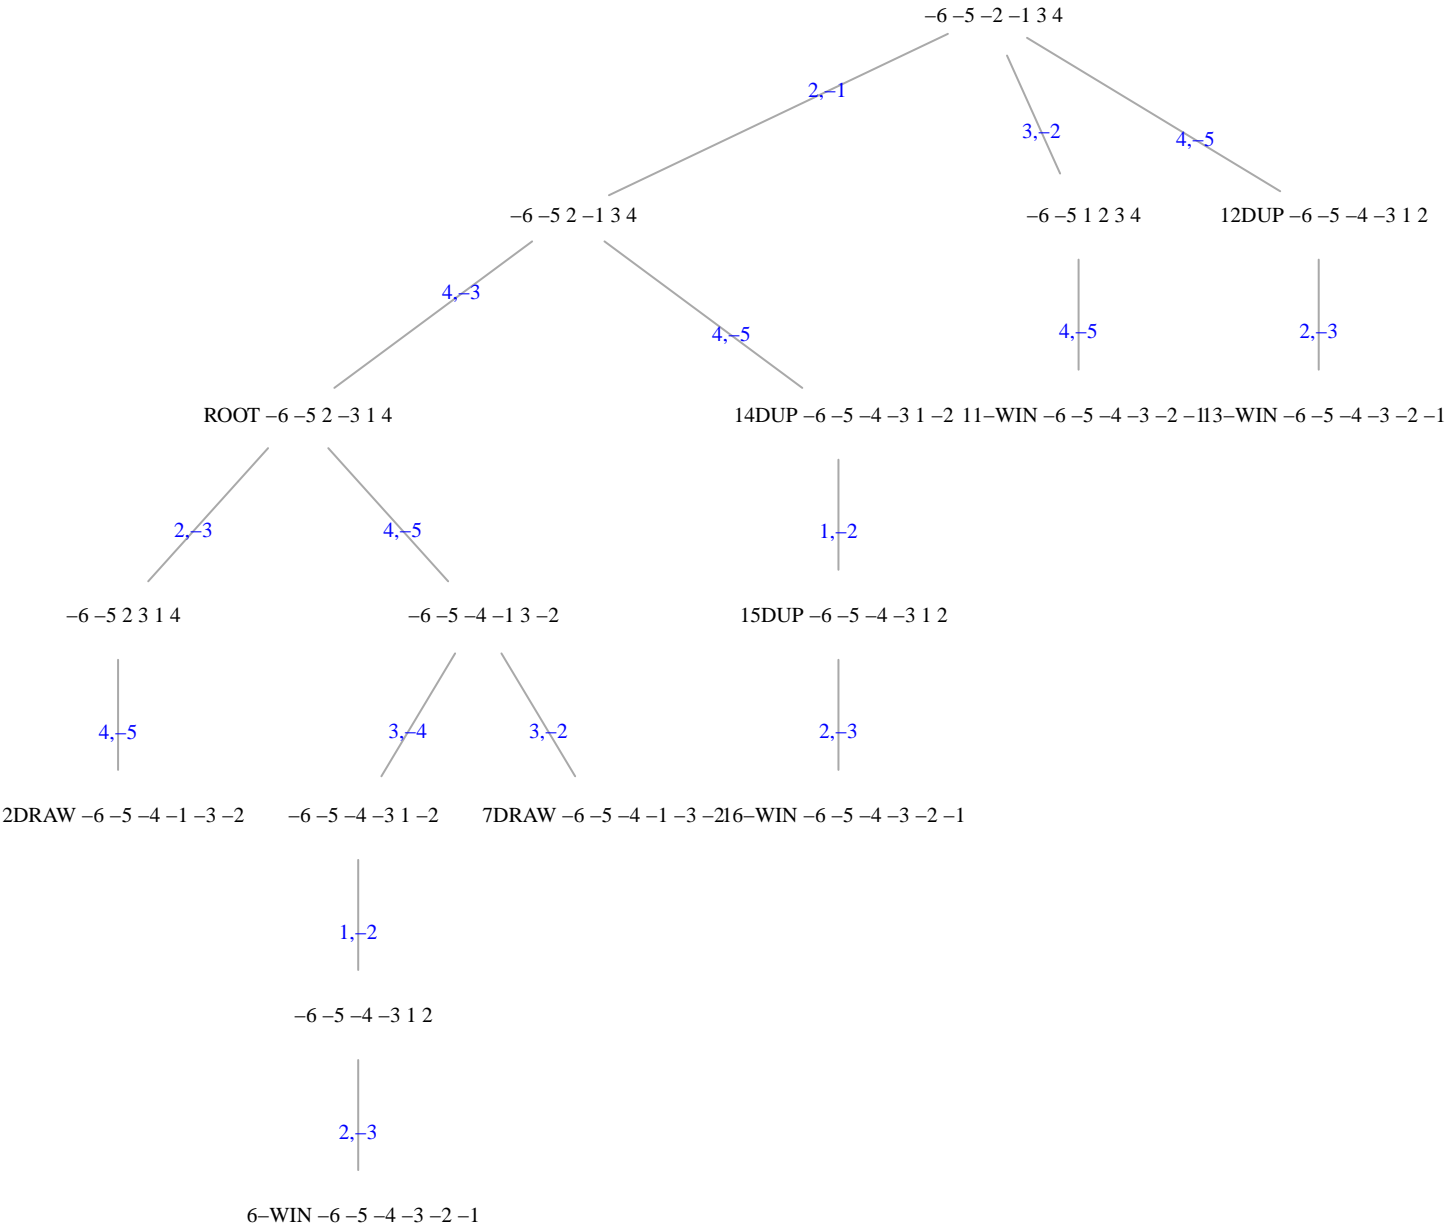 −6 −5 −2 −1 3 4
2,−1
3,−2
4,−5
−6 −5 2 −1 3 4
−6 −5 1 2 3 4
12DUP −6 −5 −4 −3 1 2
4,−3
4,−5
4,−5
2,−3
ROOT −6 −5 2 −3 1 4
14DUP −6 −5 −4 −3 1 −2
11−WIN −6 −5 −4 −3 −2 −1
13−WIN −6 −5 −4 −3 −2 −1
2,−3
4,−5
1,−2
−6 −5 2 3 1 4
−6 −5 −4 −1 3 −2
15DUP −6 −5 −4 −3 1 2
4,−5
3,−4
3,−2
2,−3
2DRAW −6 −5 −4 −1 −3 −2
−6 −5 −4 −3 1 −2
7DRAW −6 −5 −4 −1 −3 −2
16−WIN −6 −5 −4 −3 −2 −1
1,−2
−6 −5 −4 −3 1 2
2,−3
6−WIN −6 −5 −4 −3 −2 −1